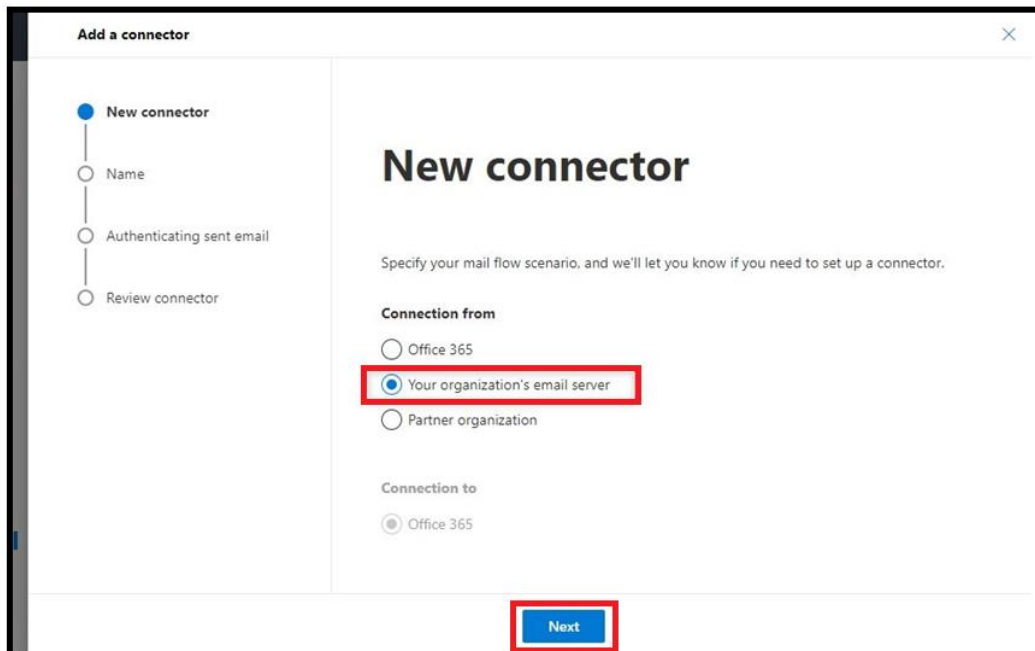 Add a connector
New connector
Name
Authenticating sent email
Review connector
New connector
Specify your mail flow scenario, and we'll let you know if you need to set up a connector.
Connection from
Office 365
Your organization's email server
Partner organization
Connection to
Office 365
Next